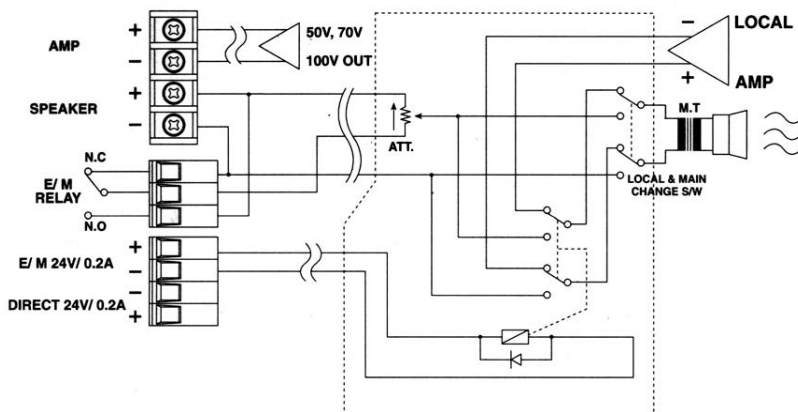 AMP
+
−
50V, 70V
100V OUT
SPEAKER
+
−
N.C
E/ M
RELAY
N.O
E/ M 24V/ 0.2A
+
−
DIRECT 24V/ 0.2A
−
+
ATT.
−
LOCAL
+
AMP
M.T
LOCAL & MAIN
CHANGE S/W